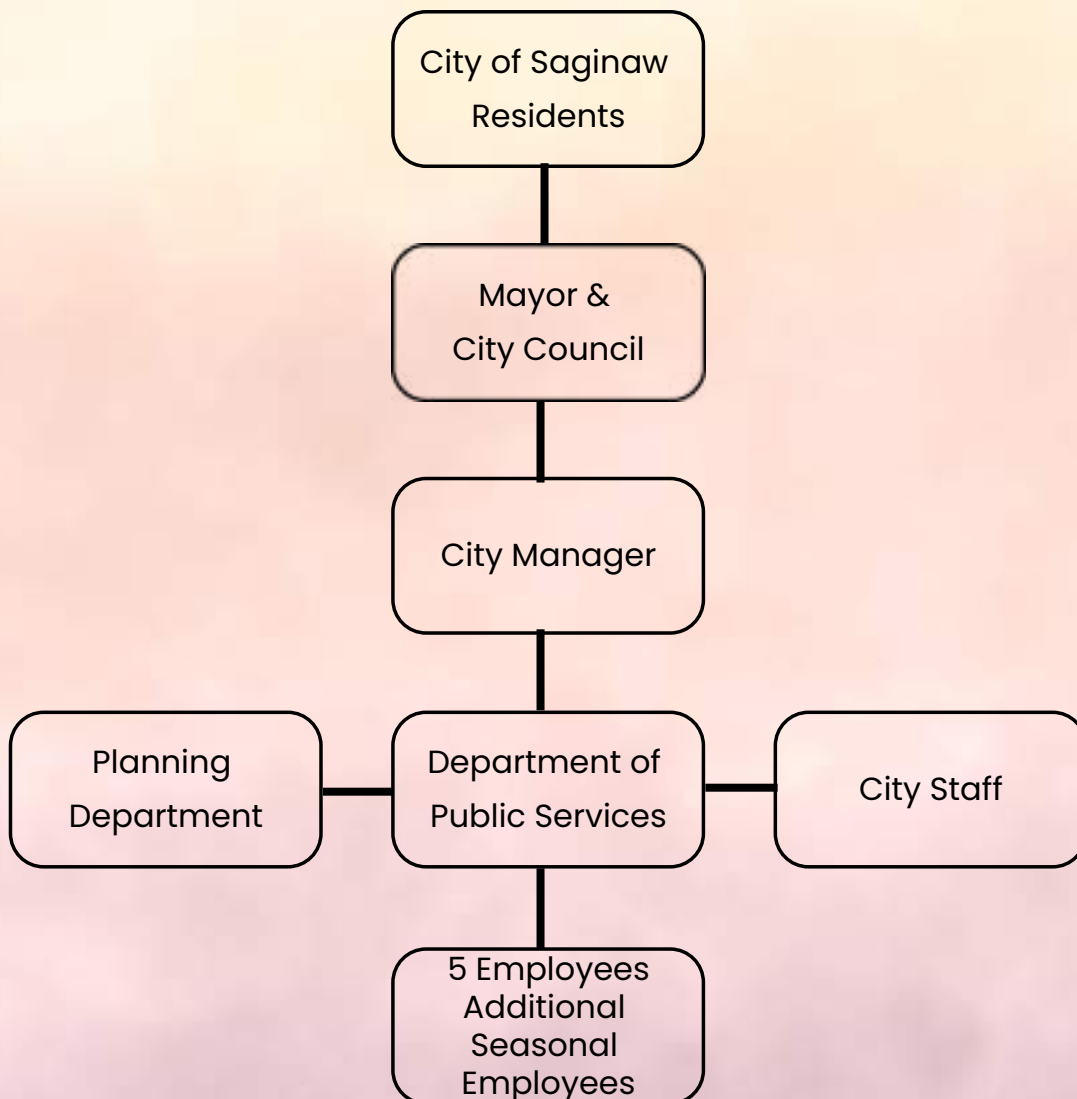 City of Saginaw
Residents
Mayor &
City Council
City Manager
Planning
Department
Department of
Public Services
City Staff
5 Employees
Additional
Seasonal
Employees